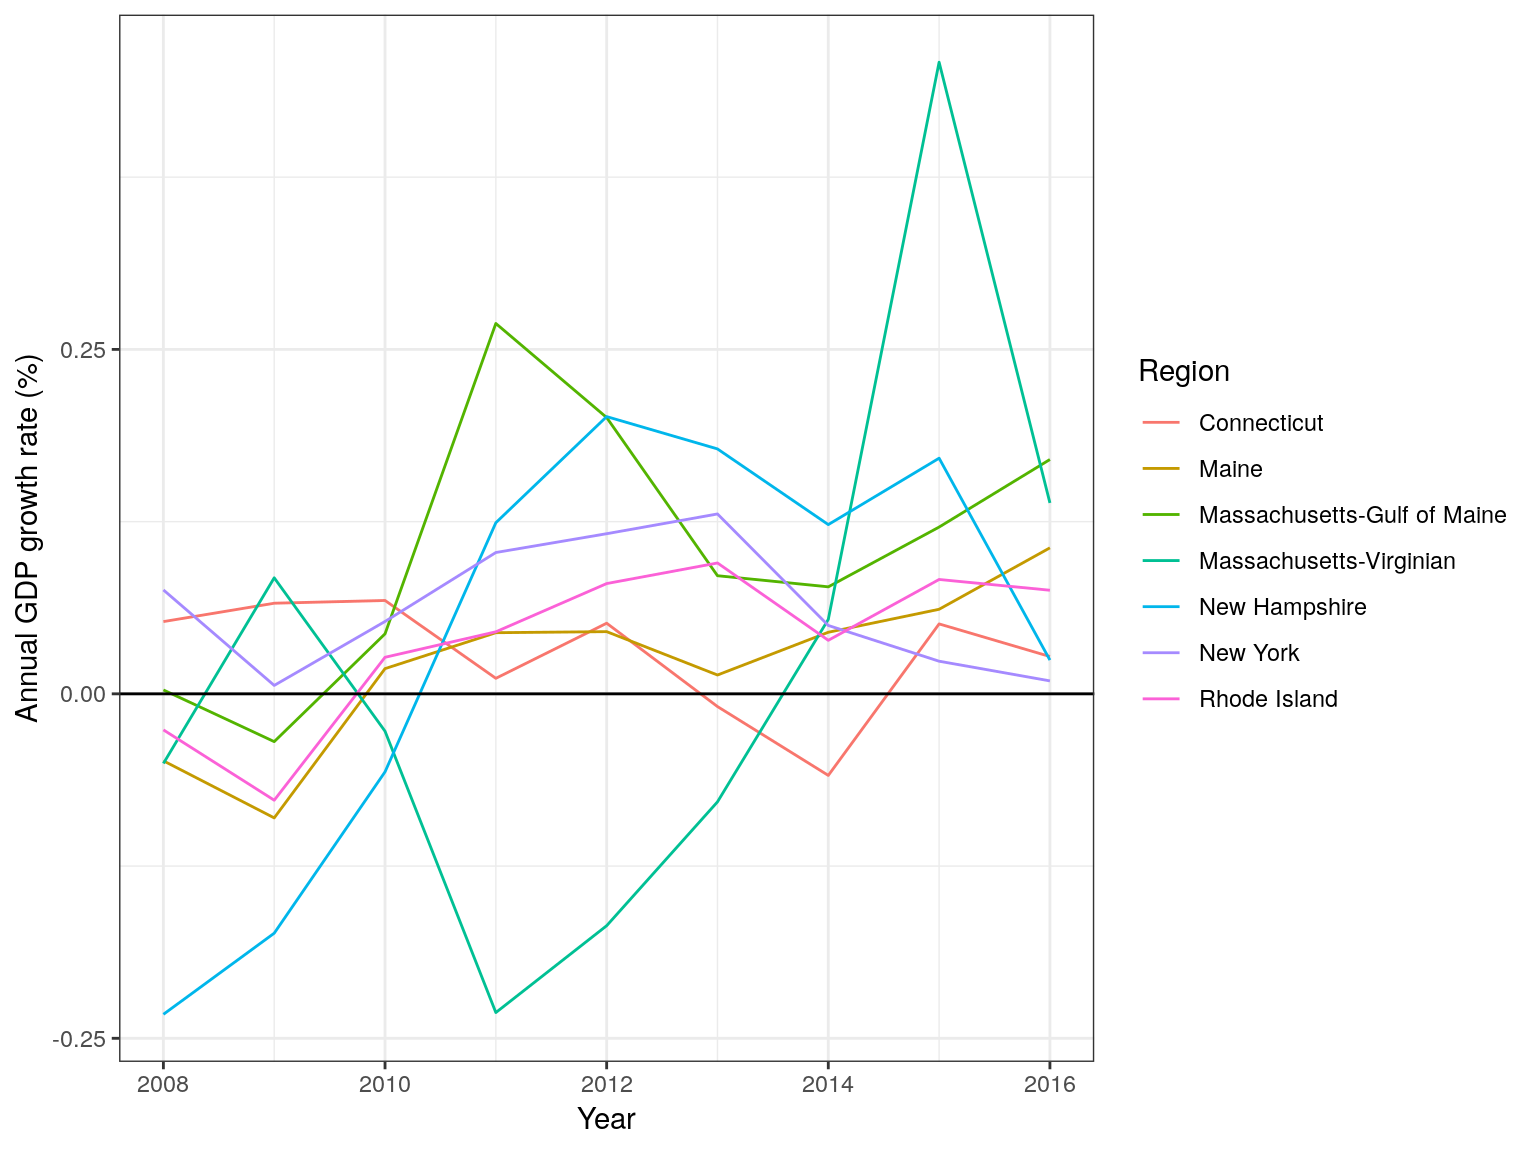 Annual GDP growth rate (%)
0.25
0.00
-0.25
2008 2010 2012 2014 2016
Year
Region
Connecticut
Maine
Massachusetts-Gulf of Maine
Massachusetts-Virginian
New Hampshire
New York
Rhode Island